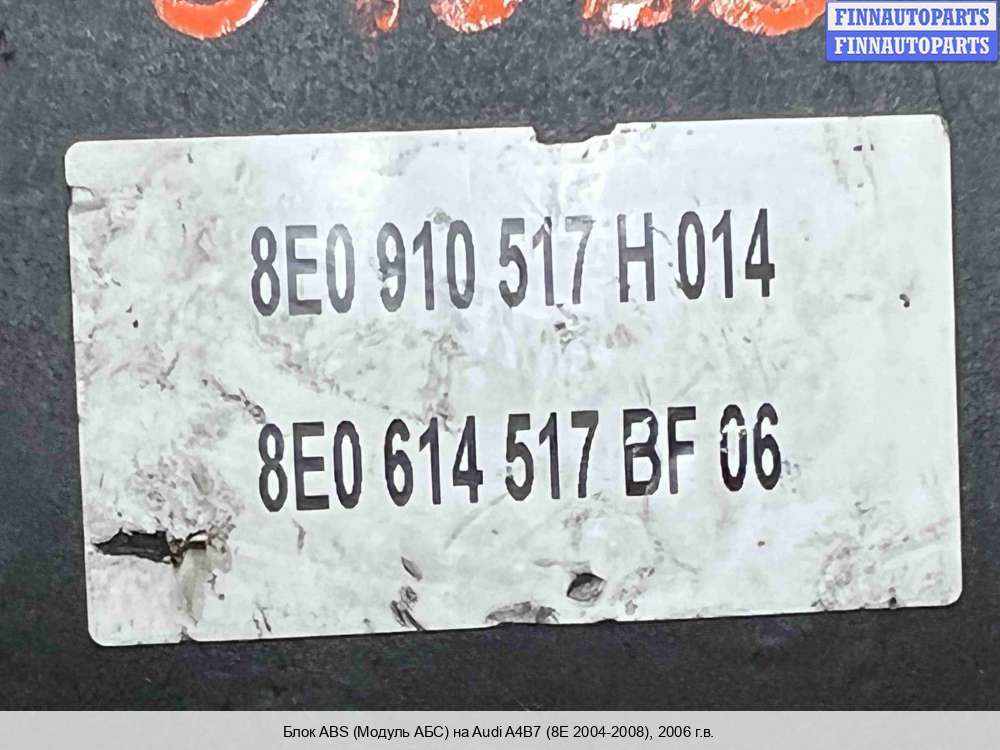 FINNAUTOPARTS
FINNAUTOPARTS
8E0 910 517 H 014
8E0 614 517 BF 06
Блок ABS (Модуль АБС) на Audi A4B7 (8E 2004-2008), 2006 г.в.